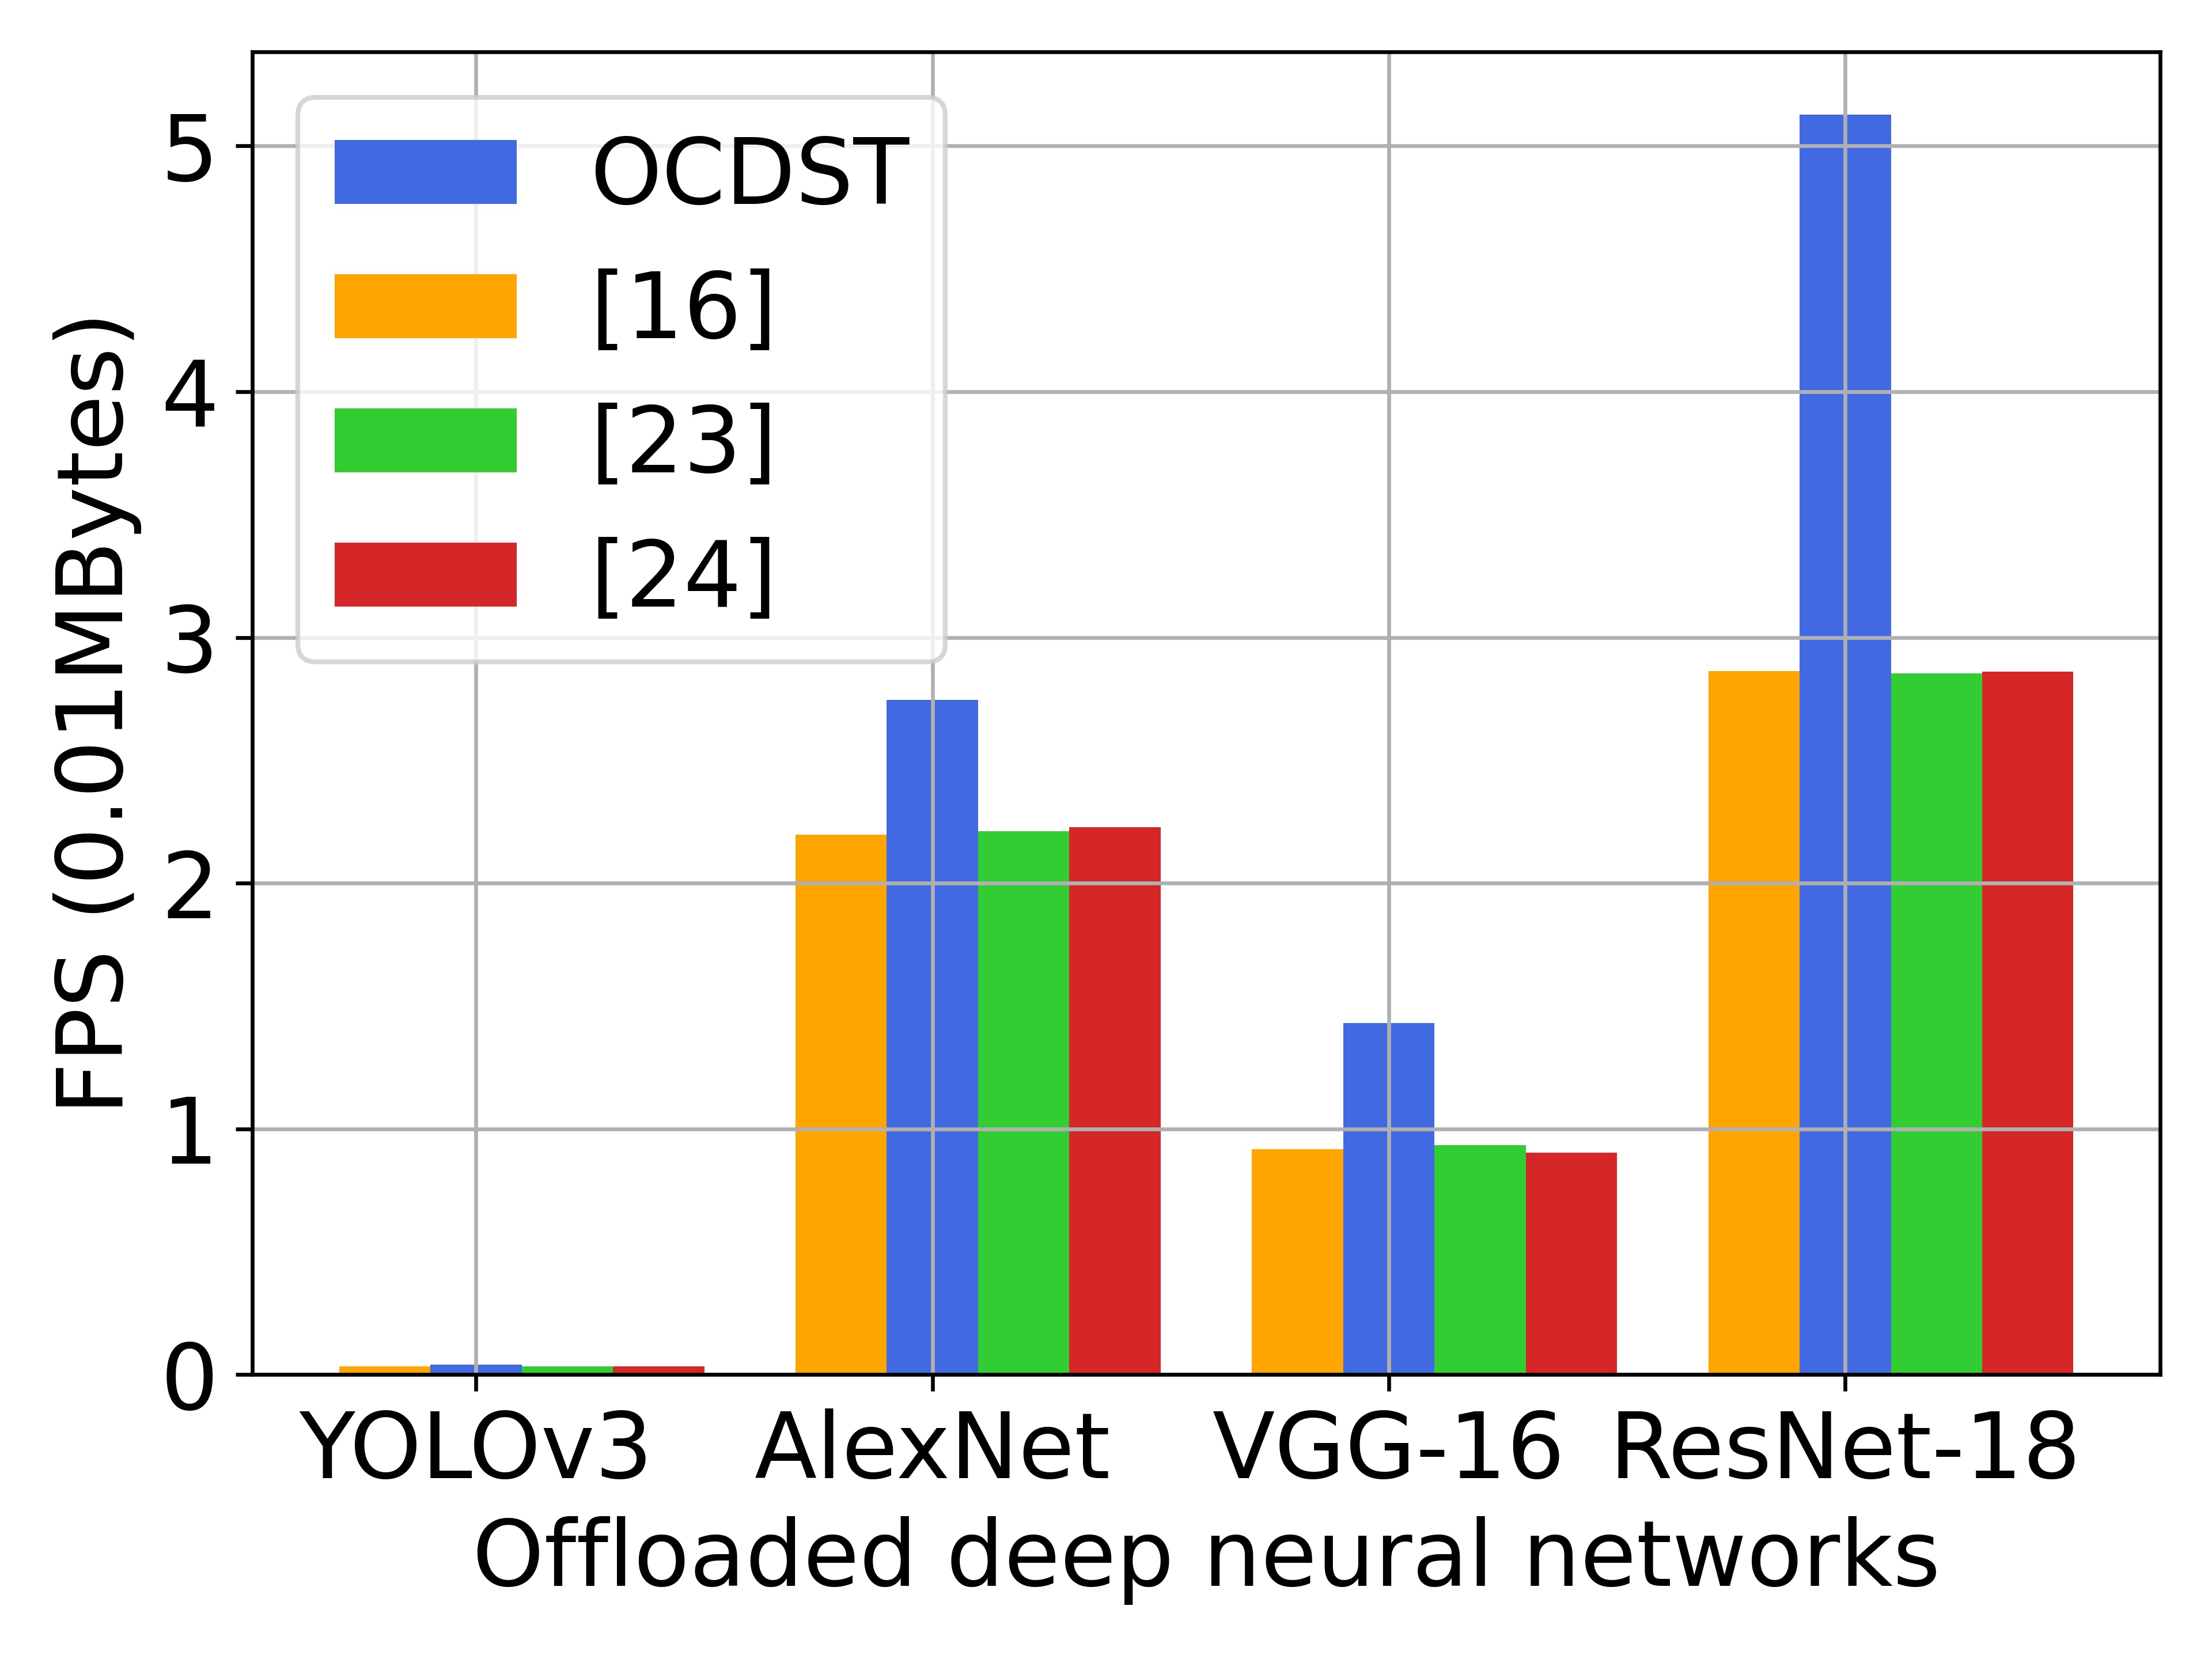 FPS (0.01MBytes)
5
4
3
2
1
0
OCDST
[16]
[23]
[24]
YOLOv3 AlexNet VGG-16 ResNet-18
Offloaded deep neural networks